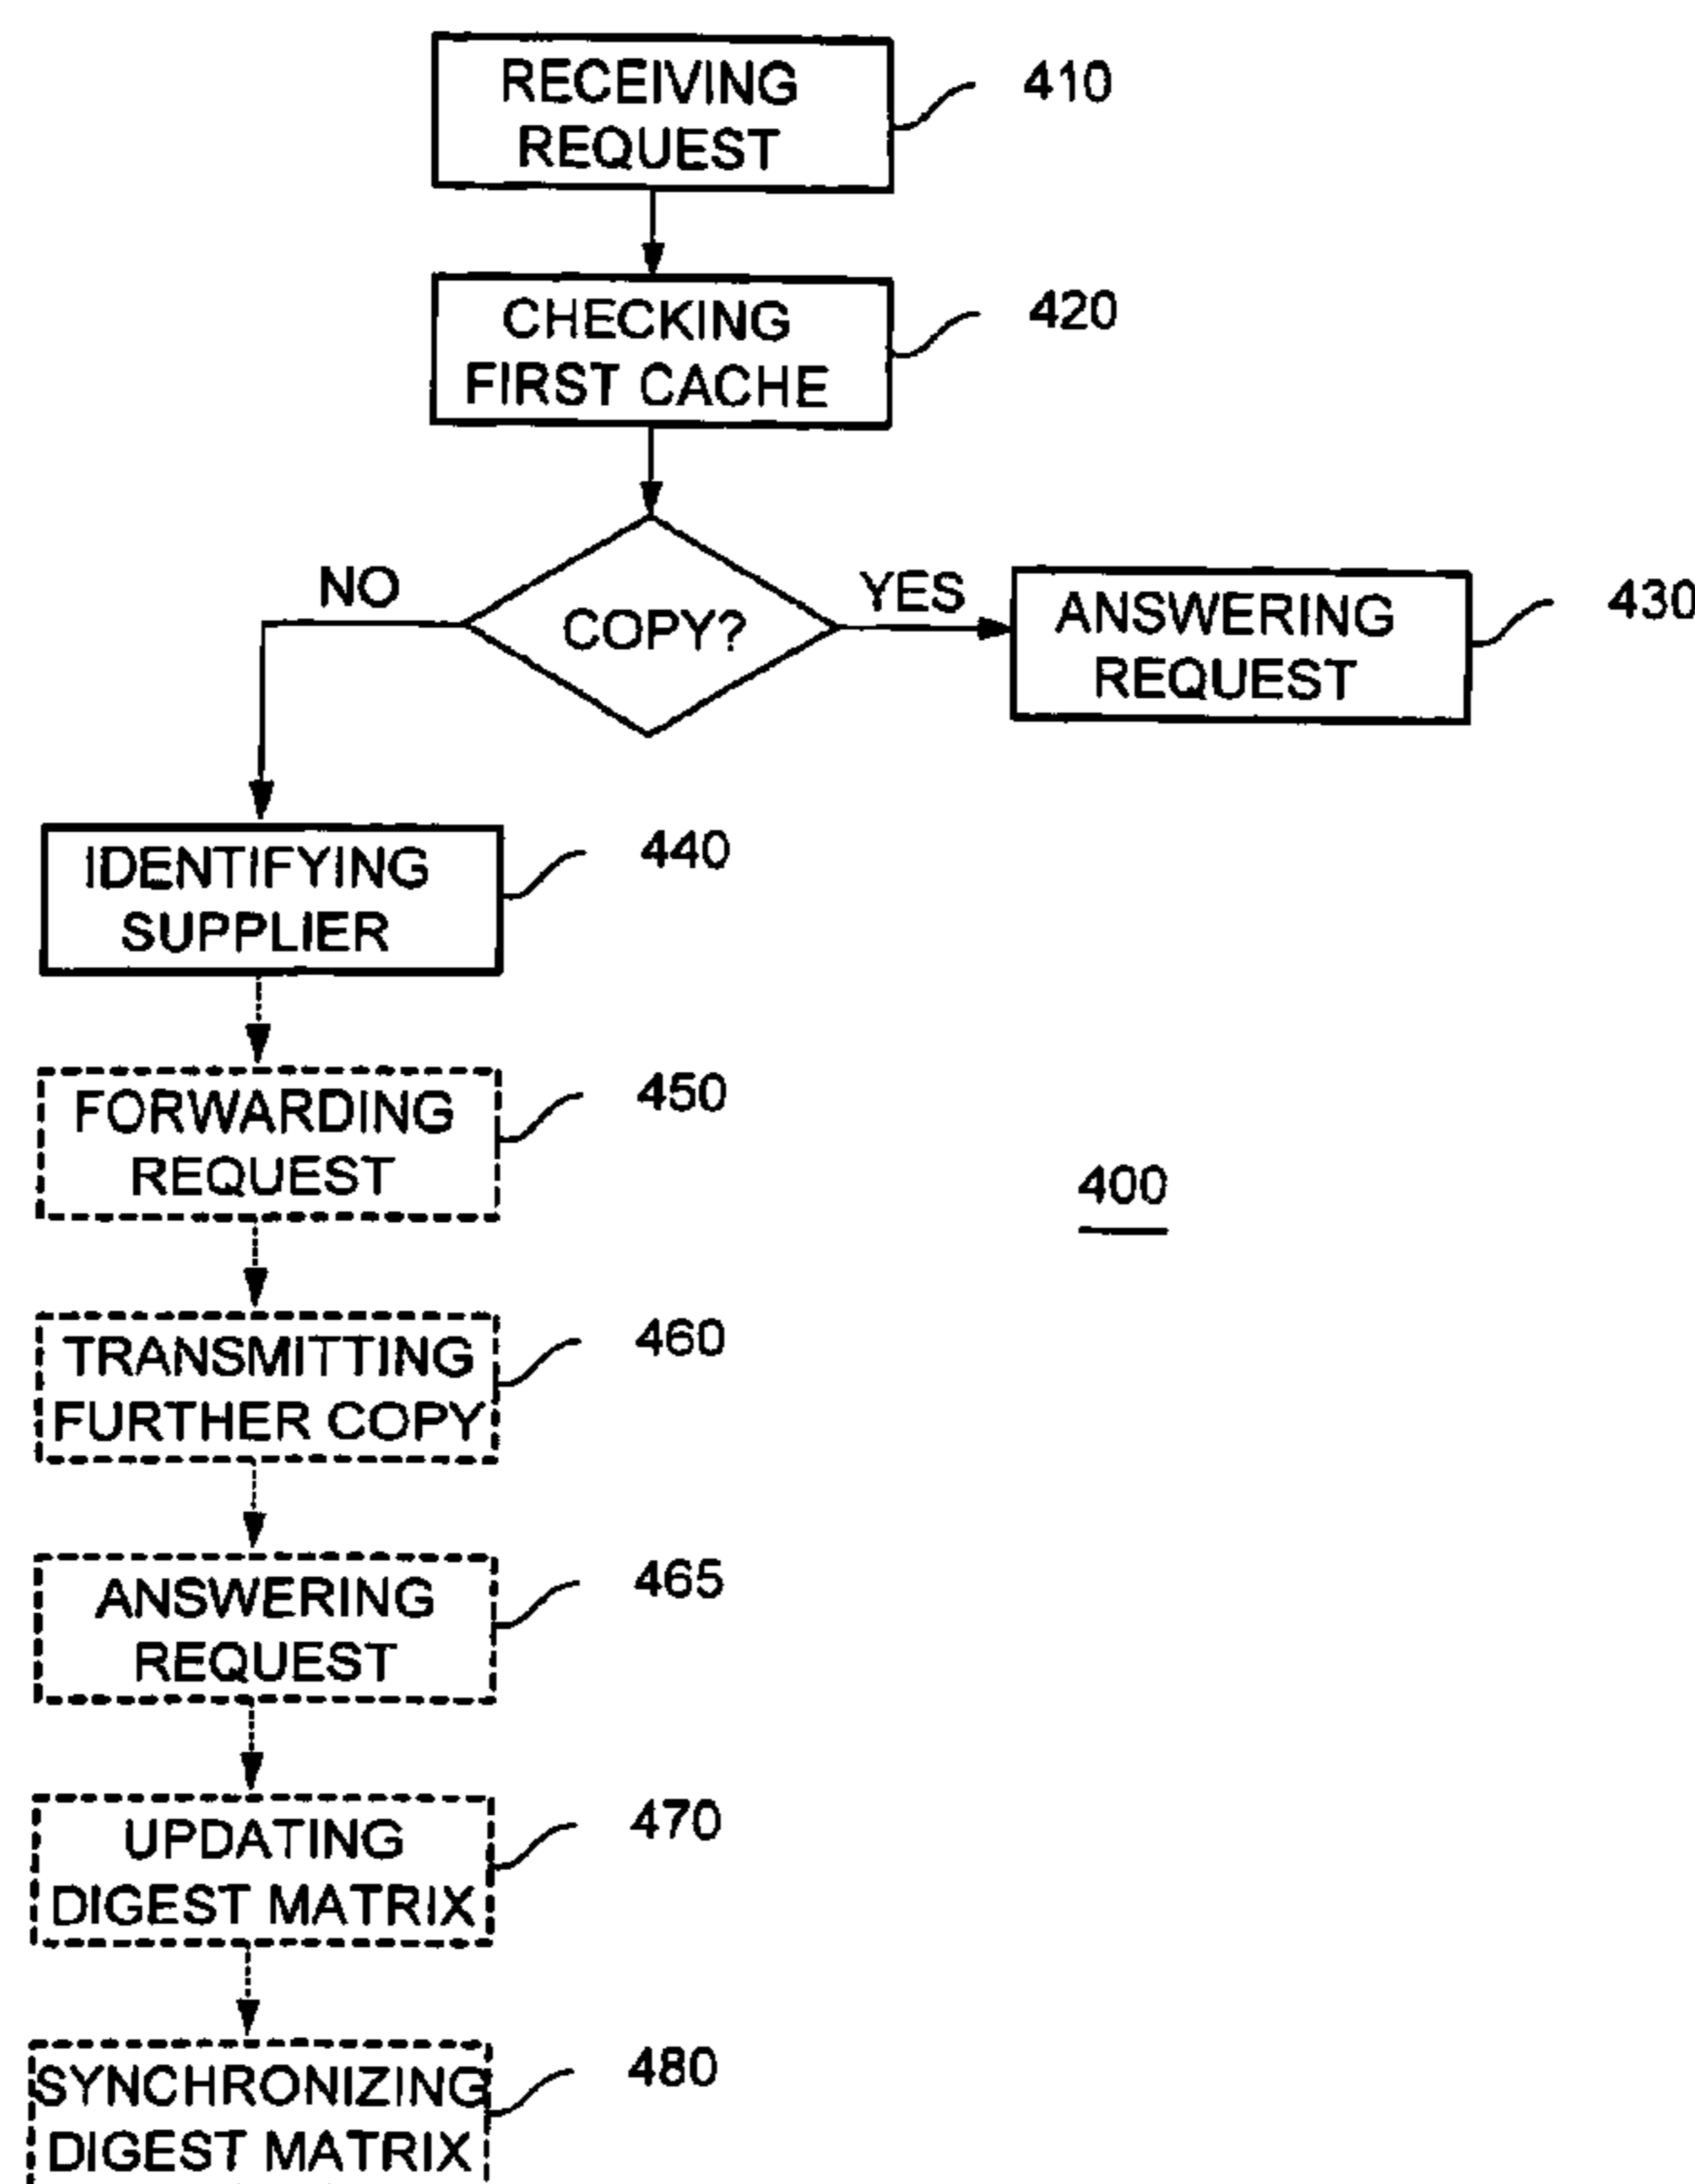 RECEIVING
REQUEST
410
CHECKING
FIRST CACHE
420
NO
COPY?
YES
ANSWERING
REQUEST
430
IDENTIFYING
SUPPLIER
440
FORWARDING
REQUEST
450
400
TRANSMITTING
FURTHER COPY
460
ANSWERING
REQUEST
465
UPDATING
DIGEST MATRIX
470
SYNCHRONIZING
DIGEST MATRIX
480